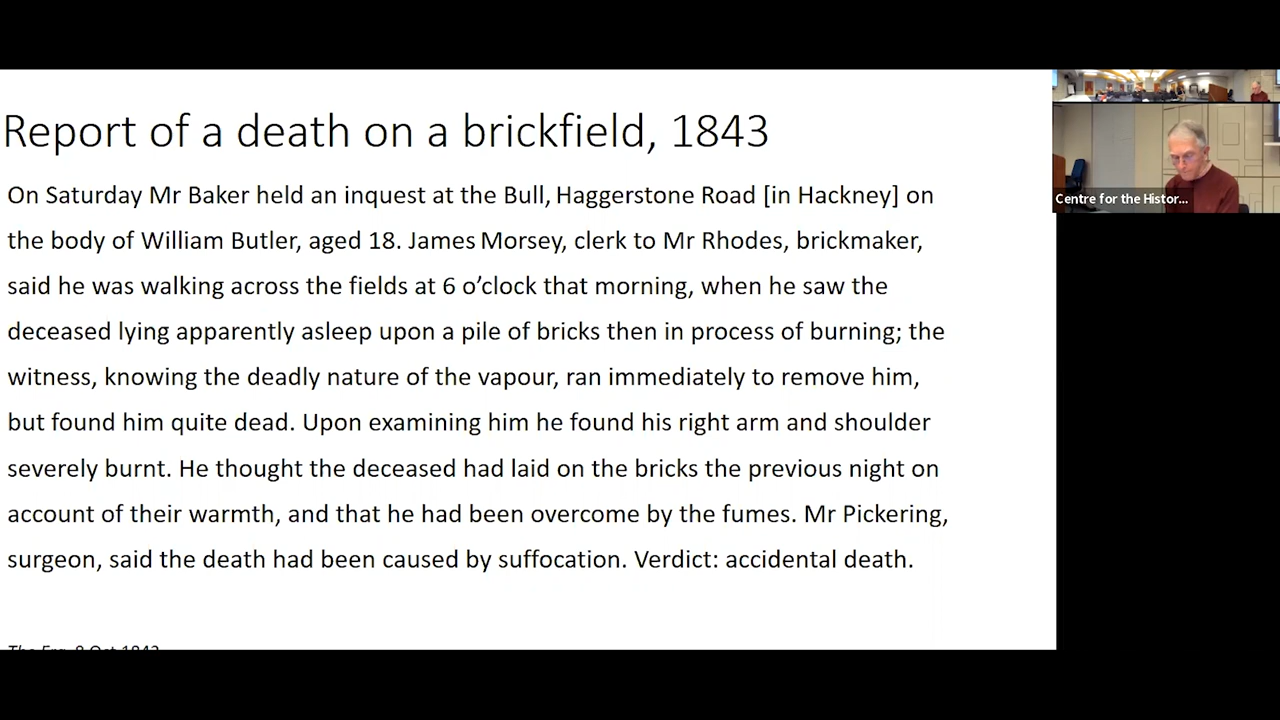 Report of a death on a brickfield, 1843
On Saturday Mr Baker held an inquest at the Bull, Haggerstone Road [in Hackney] on
the body of William Butler, aged 18. James Morsey, clerk to Mr Rhodes, brickmaker,
said he was walking across the fields at 6 o’clock that morning, when he saw the
deceased lying apparently asleep upon a pile of bricks then in process of burning; the
witness, knowing the deadly nature of the vapour, ran immediately to remove him,
but found him quite dead. Upon examining him he found his right arm and shoulder
severely burnt. He thought the deceased had laid on the bricks the previous night on
account of their warmth, and that he had been overcome by the fumes. Mr Pickering,
surgeon, said the death had been caused by suffocation. Verdict: accidental death.
Oct 1843
Centre for the Histor...